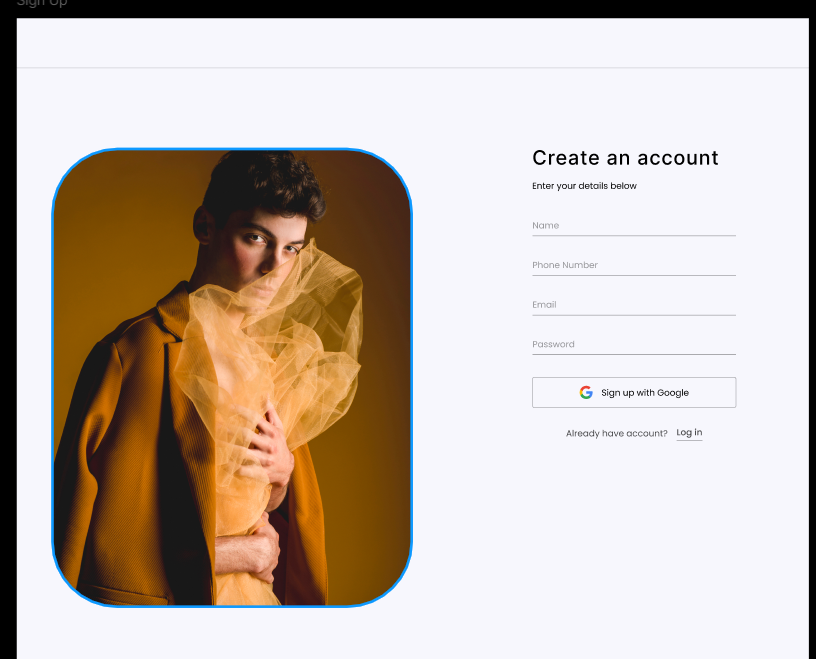 Sign Up
Create an account
Enter your details below
Name
Phone Number
Email
Password
Sign up with Google
Already have account? Log in